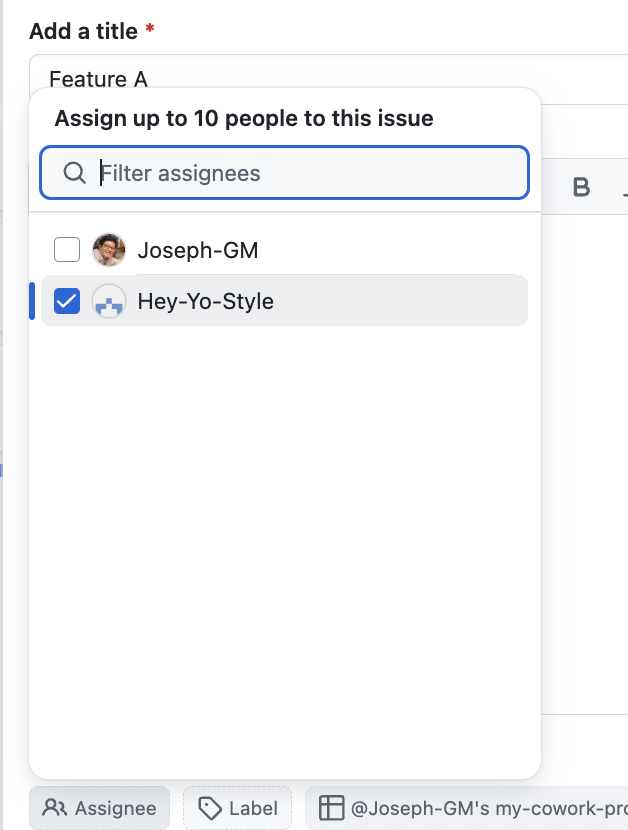 Add a title *
Feature A
Assign up to 10 people to this issue
Filter assignees
B
Joseph-GM
Hey-Yo-Style
Assignee
Label
@Joseph-GM's my-cowork-pro